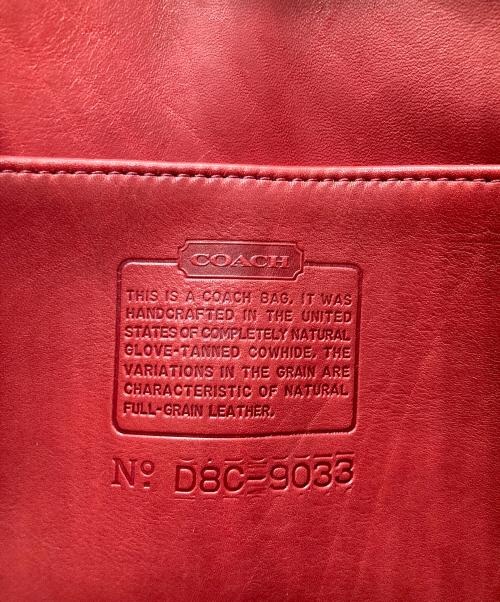 COACH
THIS IS A COACH BAG. IT WAS
HANDCRAFTED IN THE UNITED
STATES OF COMPLETELY NATURAL
GLOVE-TANNED COWHIDE. THE
VARIATIONS IN THE GRAIN ARE
CHARACTERISTIC OF NATURAL
FULL-GRAIN LEATHER.
Nº D8C-9033